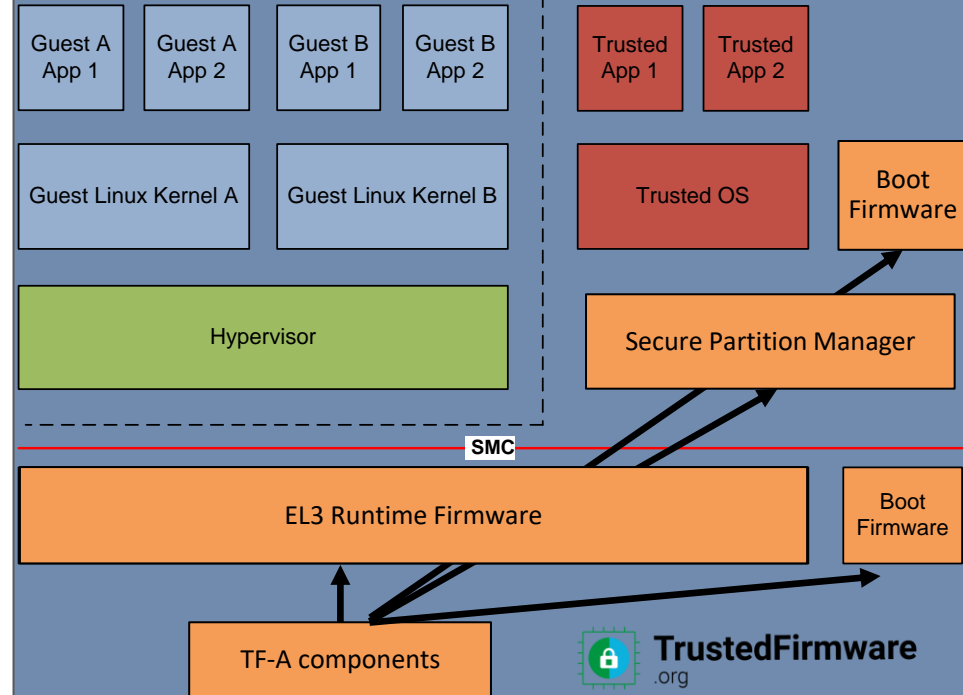 Guest A
App 1
Guest A
App 2
Guest B
App 1
Guest B
App 2
Trusted
App 1
Trusted
App 2
Guest Linux Kernel A
Guest Linux Kernel B
Trusted OS
Boot
Firmware
Hypervisor
Secure Partition Manager
SMC
EL3 Runtime Firmware
Boot
Firmware
TF-A components
TrustedFirmware
.org